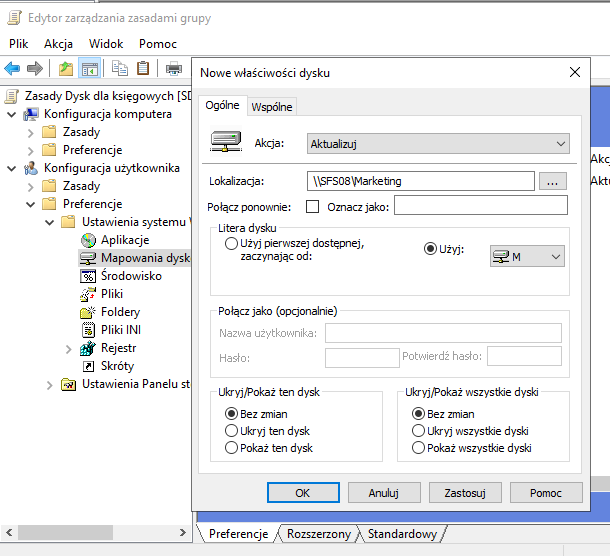 Edytor zarządzania zasadami grupy
Plik Akcja Widok Pomoc
Zasady Dysk dla księgowych [SD
Konfiguracja komputera
Zasady
Preferencje
Konfiguracja użytkownika
Zasady
Preferencje
Ustawienia systemu
Aplikacje
Mapowania dysk
Środowisko
Pliki
Foldery
Pliki INI
Rejestr
Skróty
Ustawienia Panelu st
Nowe właściwości dysku
Ogólne Wspólne
Akcja: Aktualizuj
Lokalizacja: \\SFS08\Marketing ...
Połącz ponownie: Oznacz jako:
Litera dysku
Użyj pierwszej dostępnej,
zaczynając od:
Użyj: M
Połącz jako (opcjonalnie)
Nazwa użytkownika:
Hasło: Potwierdź hasło:
Ukryj/Pokaż ten dysk
Bez zmian
Ukryj ten dysk
Pokaż ten dysk
Ukryj/Pokaż wszystkie dyski
Bez zmian
Ukryj wszystkie dyski
Pokaż wszystkie dyski
OK Anuluj Zastosuj Pomoc
Akc
Aktu
Preferencje Rozszerzony Standardowy